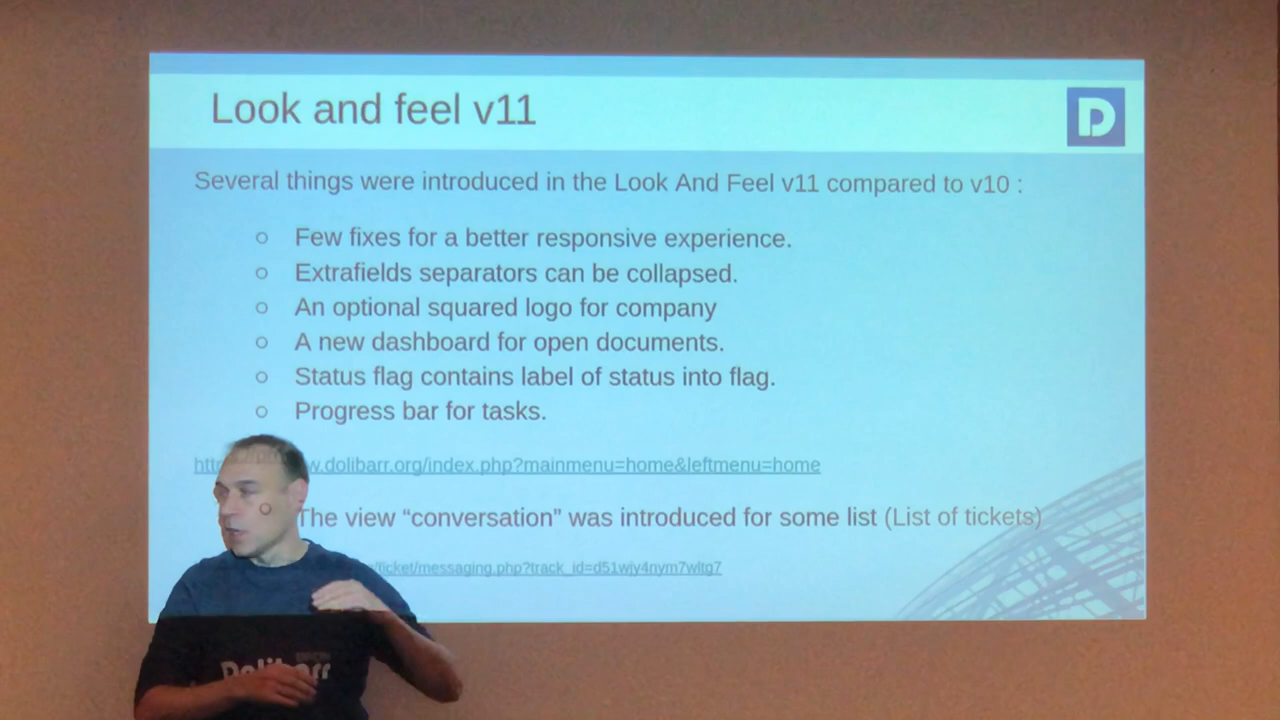 Look and feel v11
D
Several things were introduced in the Look And Feel v11 compared to v10 :
○ Few fixes for a better responsive experience.
○ Extrafields separators can be collapsed.
○ An optional squared logo for company
○ A new dashboard for open documents.
○ Status flag contains label of status into flag.
○ Progress bar for tasks.
w.dolibarr.org/index.php?mainmenu=home&leftmenu=home
○ The view “conversation” was introduced for some list (List of tickets)
/ticket/messaging.php?track_id=d51wjy4nym7wltg7
Dolibarr